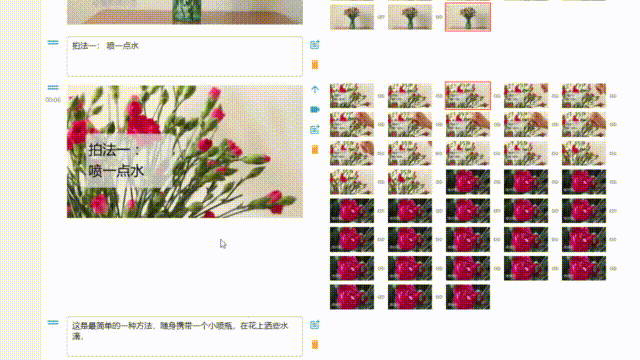 拍法一： 喷一点水
00:06
拍法一：
喷一点水
这是最简单的一种方法，随身携带一个小喷瓶，在花上洒些水
滴。